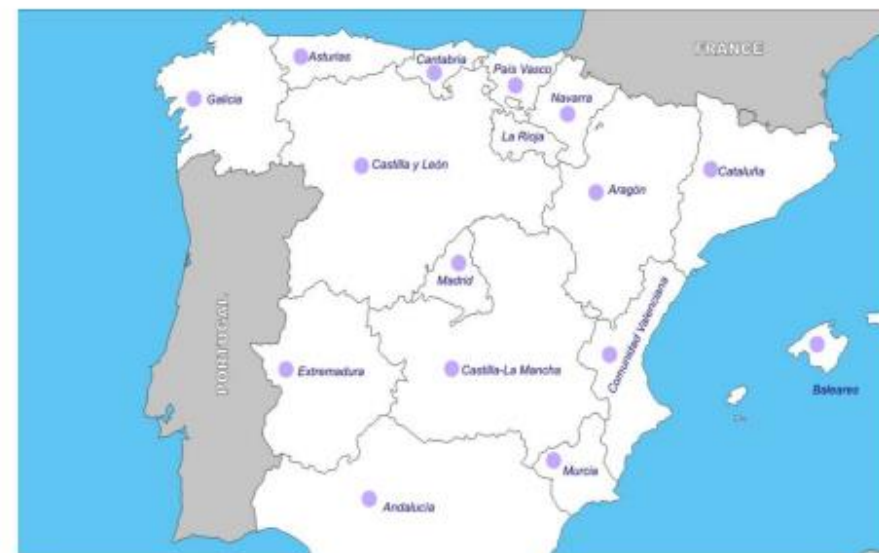 FRANCE
Asturias
Cantabria
País Vasco
Galicia
Navarra
La Rioja
Castilla y León
Cataluña
Aragón
Madrid
PORTUGAL
Comunidad Valenciana
Extremadura
Castilla-La Mancha
Baleares
Murcia
Andalucía